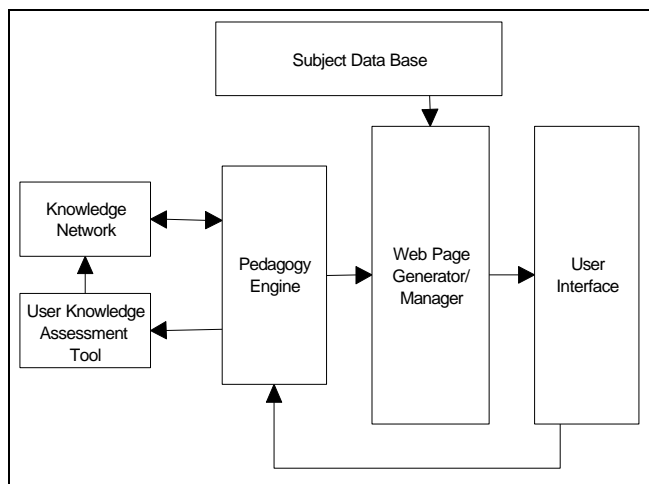 Subject Data Base
Knowledge
Network
User Knowledge
Assessment
Tool
Pedagogy
Engine
Web Page
Generator/
Manager
User
Interface